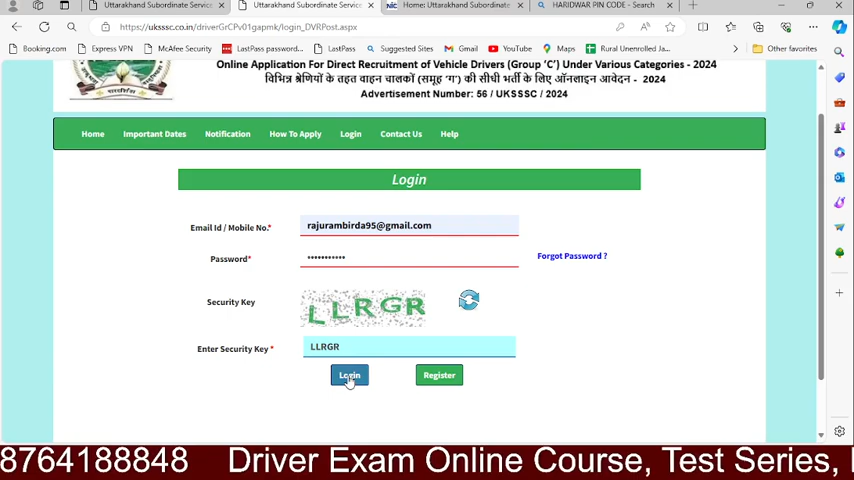 Uttarakhand Subordinate Service
Uttarakhand Subordinate Service
Home: Uttarakhand Subordinate
HARIDWAR PIN CODE - Search
https://uksssc.co.in/driverGrCPv01gapmk/login_DVRPost.aspx
Booking.com
Express VPN
McAfee Security
LastPass password...
LastPass
Suggested Sites
Gmail
YouTube
Maps
Rural Unenrolled Ja...
Other favorites
Online Application For Direct Recruitment of Vehicle Drivers (Group ‘C’) Under Various Categories - 2024
विभिन्न श्रेणियों के तहत वाहन चालकों (समूह ‘ग’) की सीधी भर्ती के लिए ऑनलाइन आवेदन - 2024
Advertisement Number: 56 / UKSSSC / 2024
Home
Important Dates
Notification
How To Apply
Login
Contact Us
Help
Login
Email Id / Mobile No.*
rajurambirda95@gmail.com
Password*
•••••••••••
Forgot Password ?
Security Key
LLRGR
Enter Security Key *
LLRGR
Login
Register
8764188848 Driver Exam Online Course, Test Series,